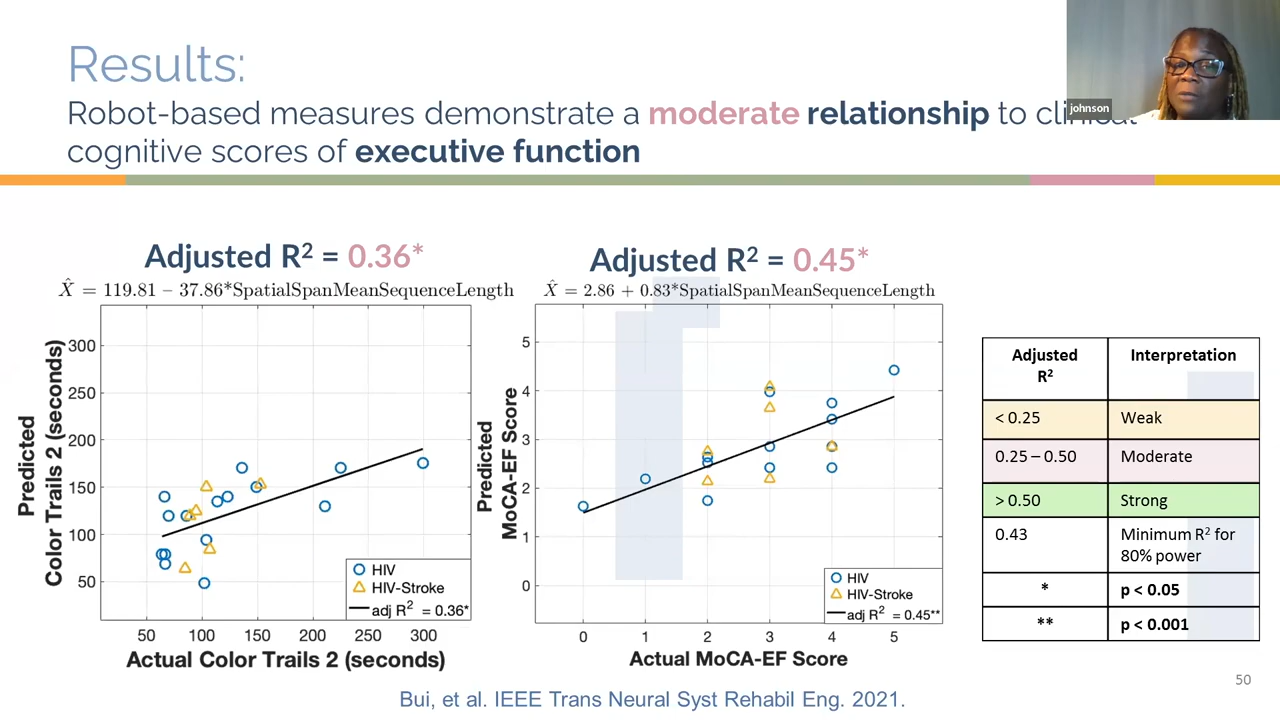 Results:
Robot-based measures demonstrate a moderate relationship to clinical
cognitive scores of executive function
johnson
Adjusted R² = 0.36*
X̂ = 119.81 – 37.86*SpatialSpanMeanSequenceLength
Predicted
Color Trails 2 (seconds)
300
250
200
150
100
50
50 100 150 200 250 300
Actual Color Trails 2 (seconds)
HIV
HIV-Stroke
adj R² = 0.36*
Adjusted R² = 0.45*
X̂ = 2.86 + 0.83*SpatialSpanMeanSequenceLength
Predicted
MoCA-EF Score
5
4
3
2
1
0
0 1 2 3 4 5
Actual MoCA-EF Score
HIV
HIV-Stroke
adj R² = 0.45**
Adjusted Interpretation
R²
< 0.25 Weak
0.25 – 0.50 Moderate
> 0.50 Strong
0.43 Minimum R² for
80% power
* p < 0.05
** p < 0.001
50
Bui, et al. IEEE Trans Neural Syst Rehabil Eng. 2021.